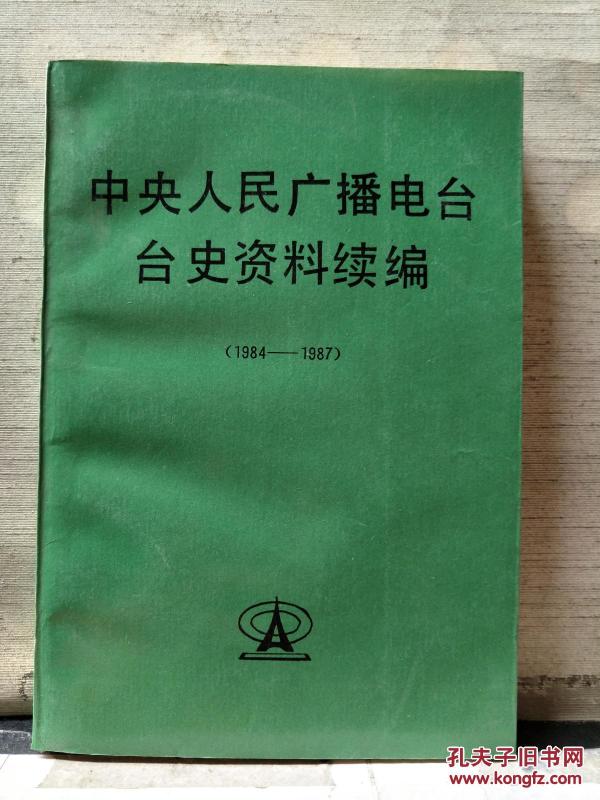 中央人民广播电台
台史资料续编
(1984——1987)
孔夫子旧书网
www.kongfz.com